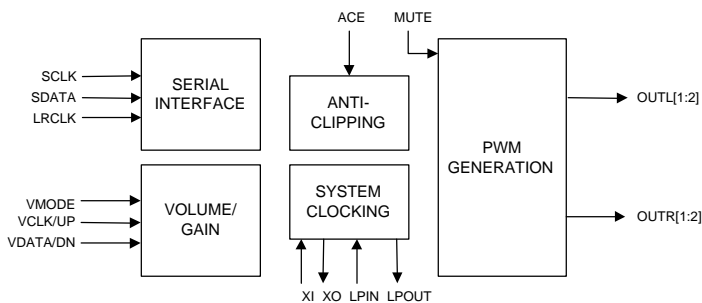 ACE
MUTE
SCLK
SDATA
LRCLK
SERIAL
INTERFACE
ANTI-
CLIPPING
PWM
GENERATION
OUTL[1:2]
OUTR[1:2]
VMODE
VCLK/UP
VDATA/DN
VOLUME/
GAIN
SYSTEM
CLOCKING
XI XO LPIN LPOUT